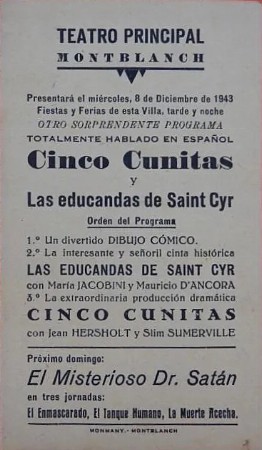 TEATRO PRINCIPAL
MONTBLANCH
Presentará el miércoles, 8 de Diciembre de 1943
Fiestas y Ferias de esta Villa, tarde y noche
OTRO SORPRENDENTE PROGRAMA
TOTALMENTE HABLADO EN ESPAÑOL
Cinco Cunitas
y
Las educandas de Saint Cyr
Orden del Programa
1.º Un divertido DIBUJO CÓMICO.
2.º La interesante y señoril cinta histórica
LAS EDUCANDAS DE SAINT CYR
con María JACOBINI y Mauricio D'ANCORA
3.º La extraordinaria producción dramática
CINCO CUNITAS
con Jean HERSHOLT y Slim SUMERVILLE
Próximo domingo:
El Misterioso Dr. Satán
en tres jornadas:
El Enmascarado, El Tanque Humano, La Muerte Acecha.
MONMANY.-MONTBLANCH